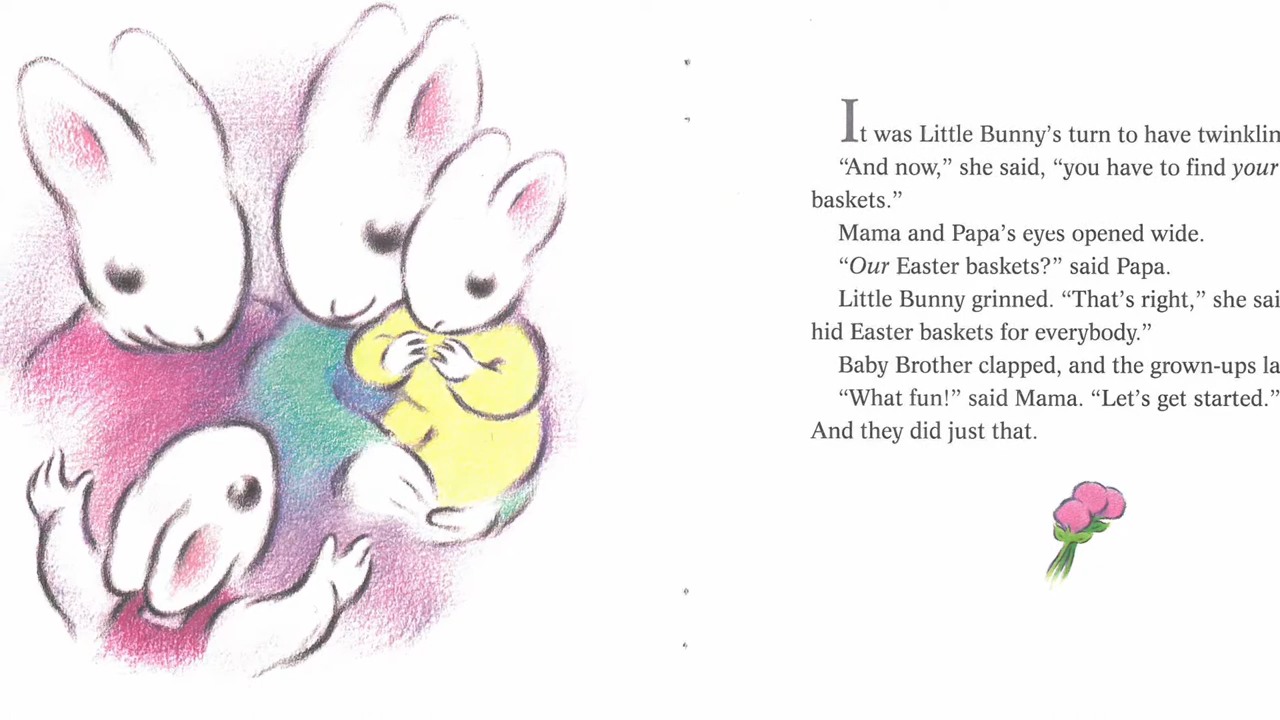 It was Little Bunny's turn to have
“And now,” she said, “you have to find your
baskets.”
Mama and Papa's eyes opened wide.
“Our Easter baskets?” said Papa.
Little Bunny grinned. “That's right,” she
hid Easter baskets for everybody.”
Baby Brother clapped, and the grown-ups
“What fun!” said Mama. “Let's get started.”
And they did just that.